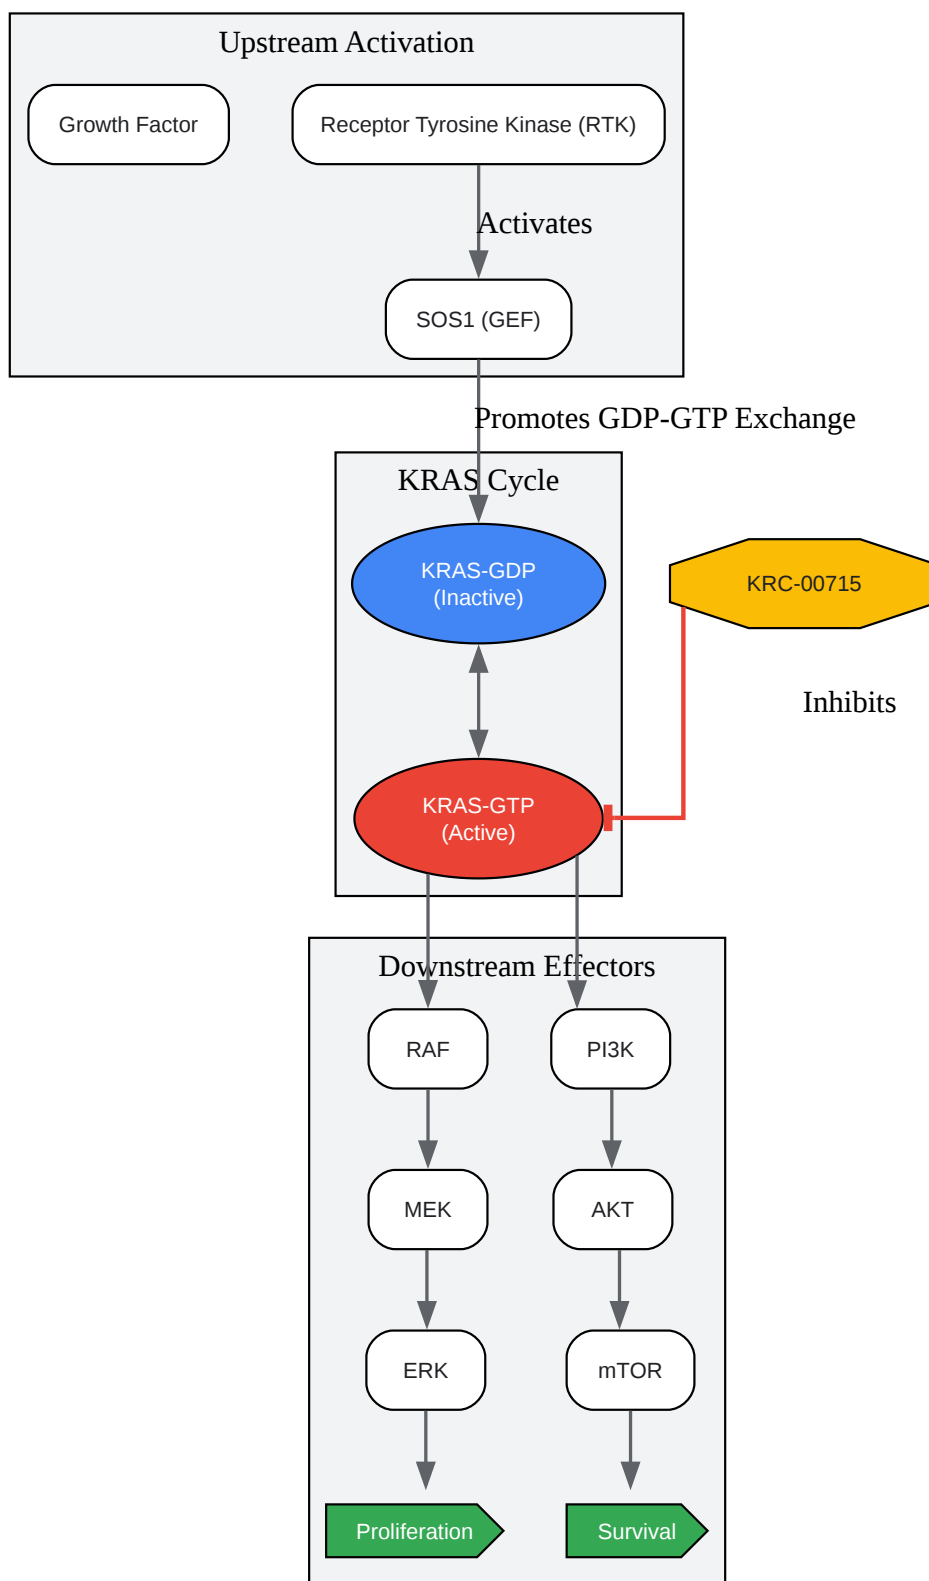 Upstream Activation
Growth Factor
Receptor Tyrosine Kinase (RTK)
Activates
SOS1 (GEF)
Promotes GDP-GTP Exchange
KRAS Cycle
KRAS-GDP
(Inactive)
KRC-00715
Inhibits
KRAS-GTP
(Active)
Downstream Effectors
RAF
PI3K
MEK
AKT
ERK
mTOR
Proliferation
Survival